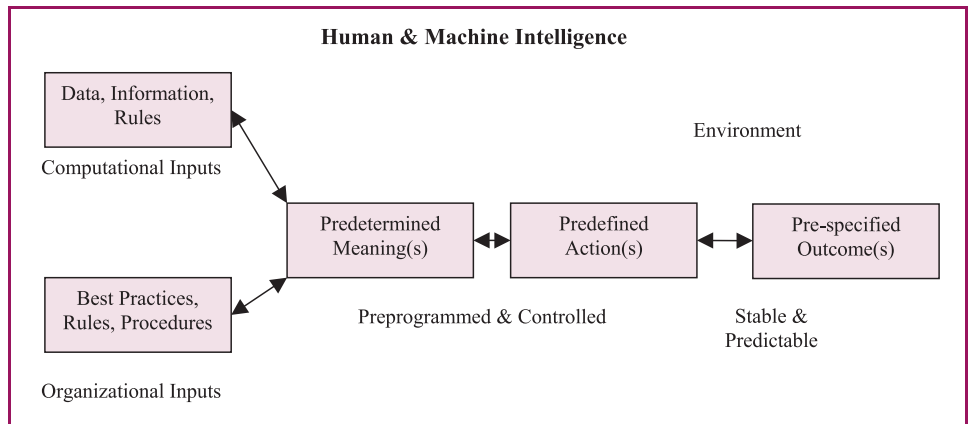 Human & Machine Intelligence
Data, Information,
Rules
Computational Inputs
Environment
Predetermined
Meaning(s)
Predefined
Action(s)
Pre-specified
Outcome(s)
Best Practices,
Rules, Procedures
Preprogrammed & Controlled
Stable &
Predictable
Organizational Inputs